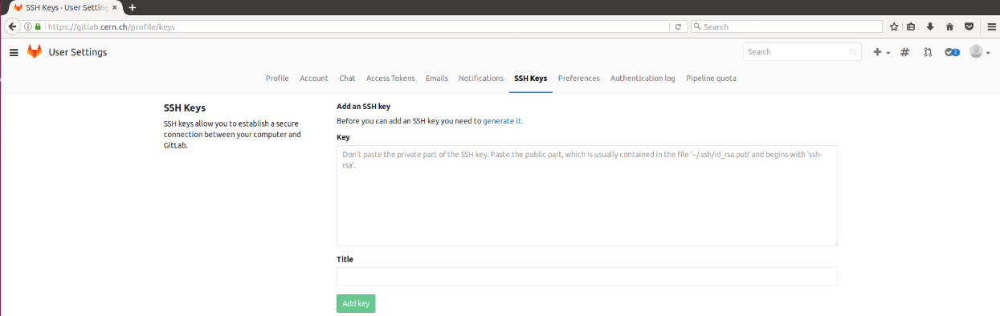 SSH Keys · User Setting
https://gitlab.cern.ch/profile/keys
Search
User Settings
Search
2
Profile Account Chat Access Tokens Emails Notifications SSH Keys Preferences Authentication log Pipeline quota
SSH Keys
SSH keys allow you to establish a secure
connection between your computer and
GitLab.
Add an SSH key
Before you can add an SSH key you need to generate it.
Key
Don't paste the private part of the SSH key. Paste the public part, which is usually contained in the file '~/.ssh/id_rsa.pub' and begins with 'ssh-
rsa'.
Title
Add key